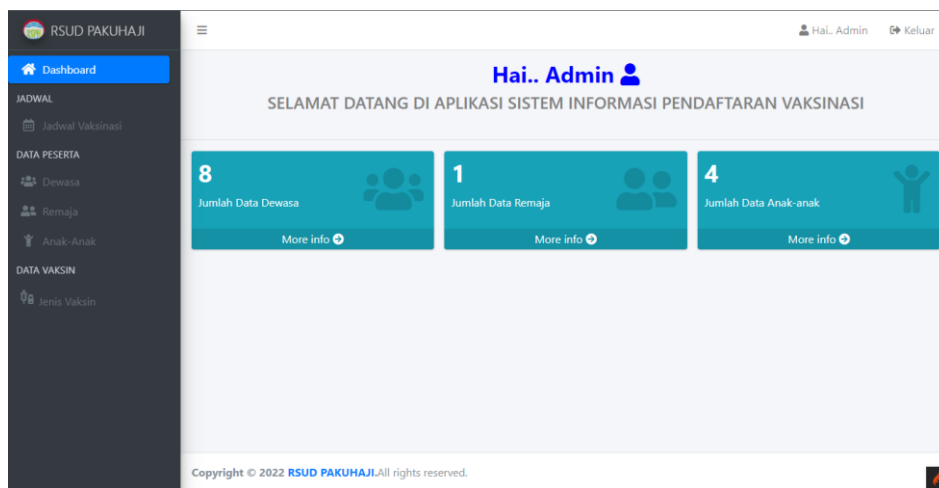 RSUD PAKUHAJI
Hai.. Admin
Keluar
Dashboard
JADWAL
Jadwal Vaksinasi
DATA PESERTA
Dewasa
Remaja
Anak-Anak
DATA VAKSIN
Jenis Vaksin
Hai.. Admin
SELAMAT DATANG DI APLIKASI SISTEM INFORMASI PENDAFTARAN VAKSINASI
8
Jumlah Data Dewasa
More info
1
Jumlah Data Remaja
More info
4
Jumlah Data Anak-anak
More info
Copyright © 2022 RSUD PAKUHAJI.All rights reserved.